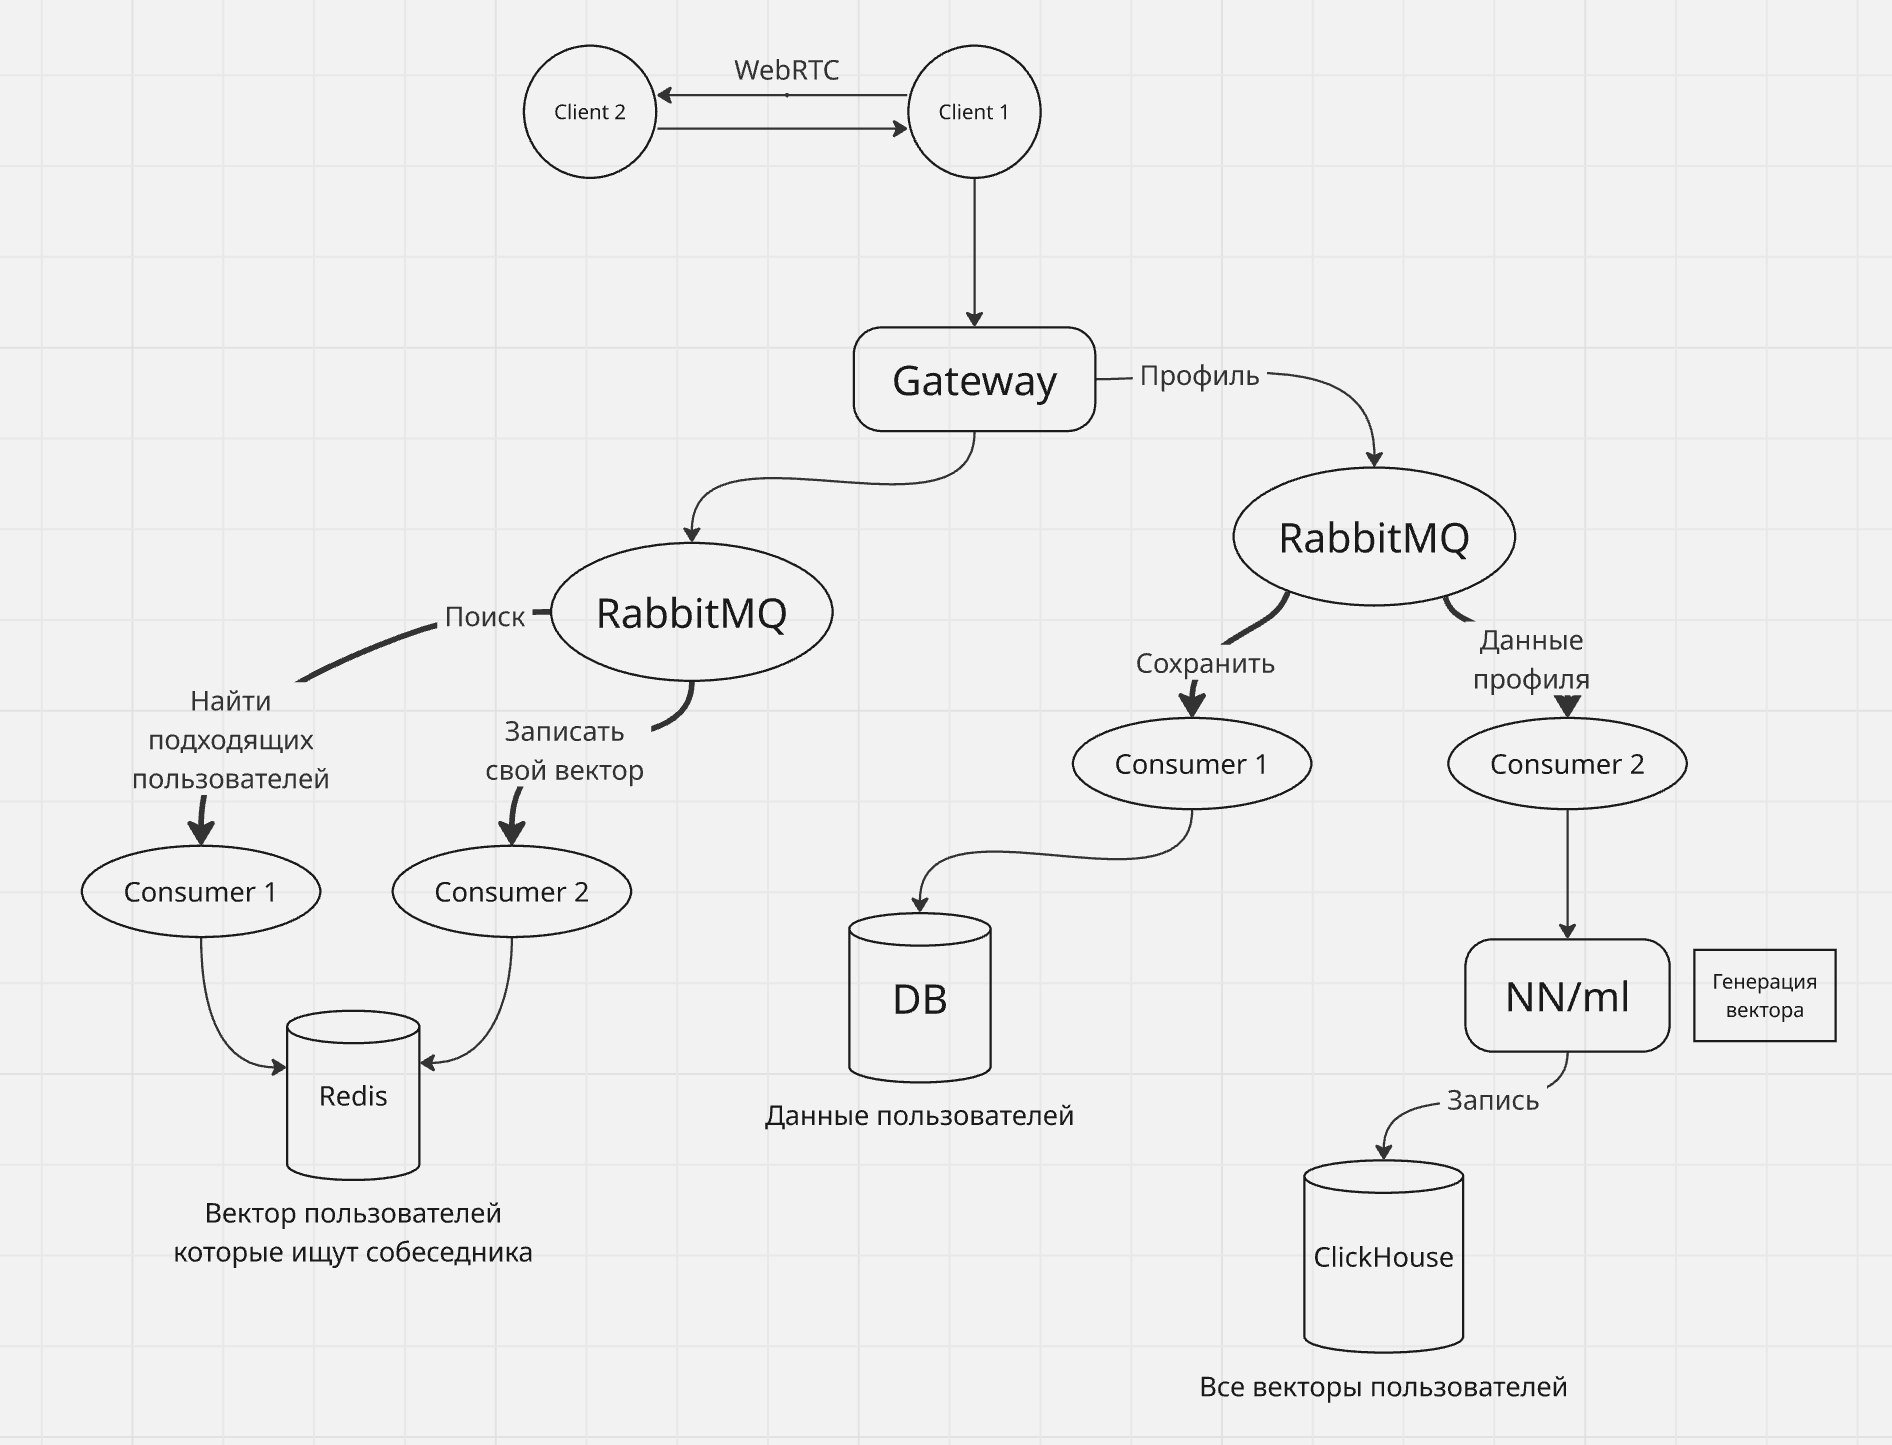 WebRTC
Client 2
Client 1
Gateway
Профиль
RabbitMQ
RabbitMQ
Поиск
Сохранить
Данные
профиля
Найти
подходящих
пользователей
Записать
свой вектор
Consumer 1
Consumer 2
Consumer 1
Consumer 2
DB
NN/ml
Генерация
вектора
Redis
Данные пользователей
Запись
Вектор пользователей
которые ищут собеседника
ClickHouse
Все векторы пользователей